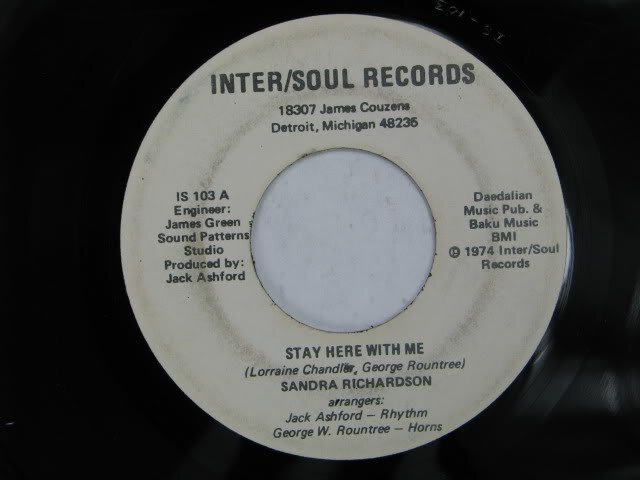 IS-103
INTER/SOUL RECORDS
18307 James Couzens
Detroit, Michigan 48235
IS 103 A
Engineer:
James Green
Sound Patterns
Studio
Produced by:
Jack Ashford
Daedalian
Music Pub. &
Baku Music
BMI
© 1974 Inter/Soul
Records
STAY HERE WITH ME
(Lorraine Chandler, George Rountree)
SANDRA RICHARDSON
arrangers:
Jack Ashford — Rhythm
George W. Rountree — Horns